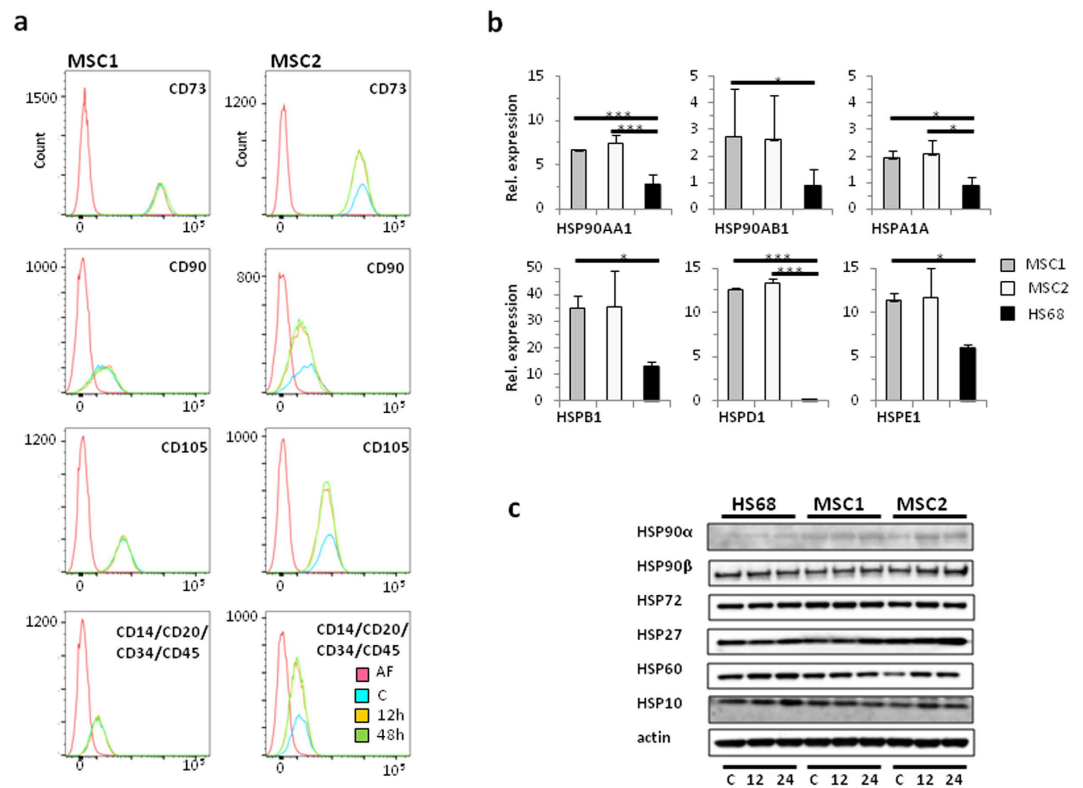 a
MSC1
MSC2
CD73
1500
Count
0
10⁵
CD73
1200
Count
0
10⁵
CD90
1000
0
10⁵
CD90
800
0
10⁵
CD105
1200
0
10⁵
CD105
1000
0
10⁵
CD14/CD20/
CD34/CD45
1200
0
10⁵
CD14/CD20/
CD34/CD45
1000
0
10⁵
AF
C
12h
48h
b
Rel. expression
15
10
5
0
***
***
HSP90AA1
5
4
3
2
1
0
*
HSP90AB1
5
4
3
2
1
0
*
*
HSPA1A
Rel. expression
50
40
30
20
10
0
*
HSPB1
15
10
5
0
***
***
HSPD1
15
10
5
0
*
HSPE1
MSC1
MSC2
HS68
c
HS68 MSC1 MSC2
HSP90α
HSP90β
HSP72
HSP27
HSP60
HSP10
actin
C 12 24 C 12 24 C 12 24